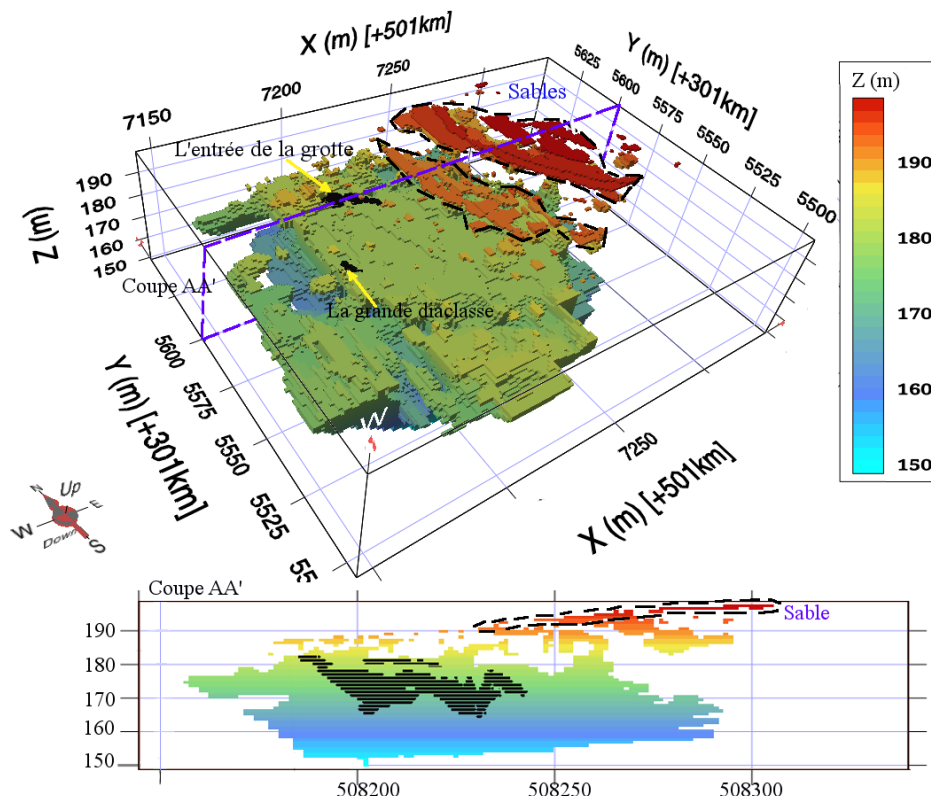 X (m) [+501km]
Y (m) [+301km]
7150
7200
7250
5625
5600
5575
5550
5525
5500
Sables
L'entrée de la grotte
Z (m)
190
180
170
160
150
Z (m)
190
180
170
160
150
Coupe AA'
La grande diaclasse
5600
5575
5550
5525
55
Y (m) [+301km]
W
7250
X (m) [+501km]
N
Up
E
W
Down
S
Coupe AA'
Sable
190
180
170
160
150
508200
508250
508300